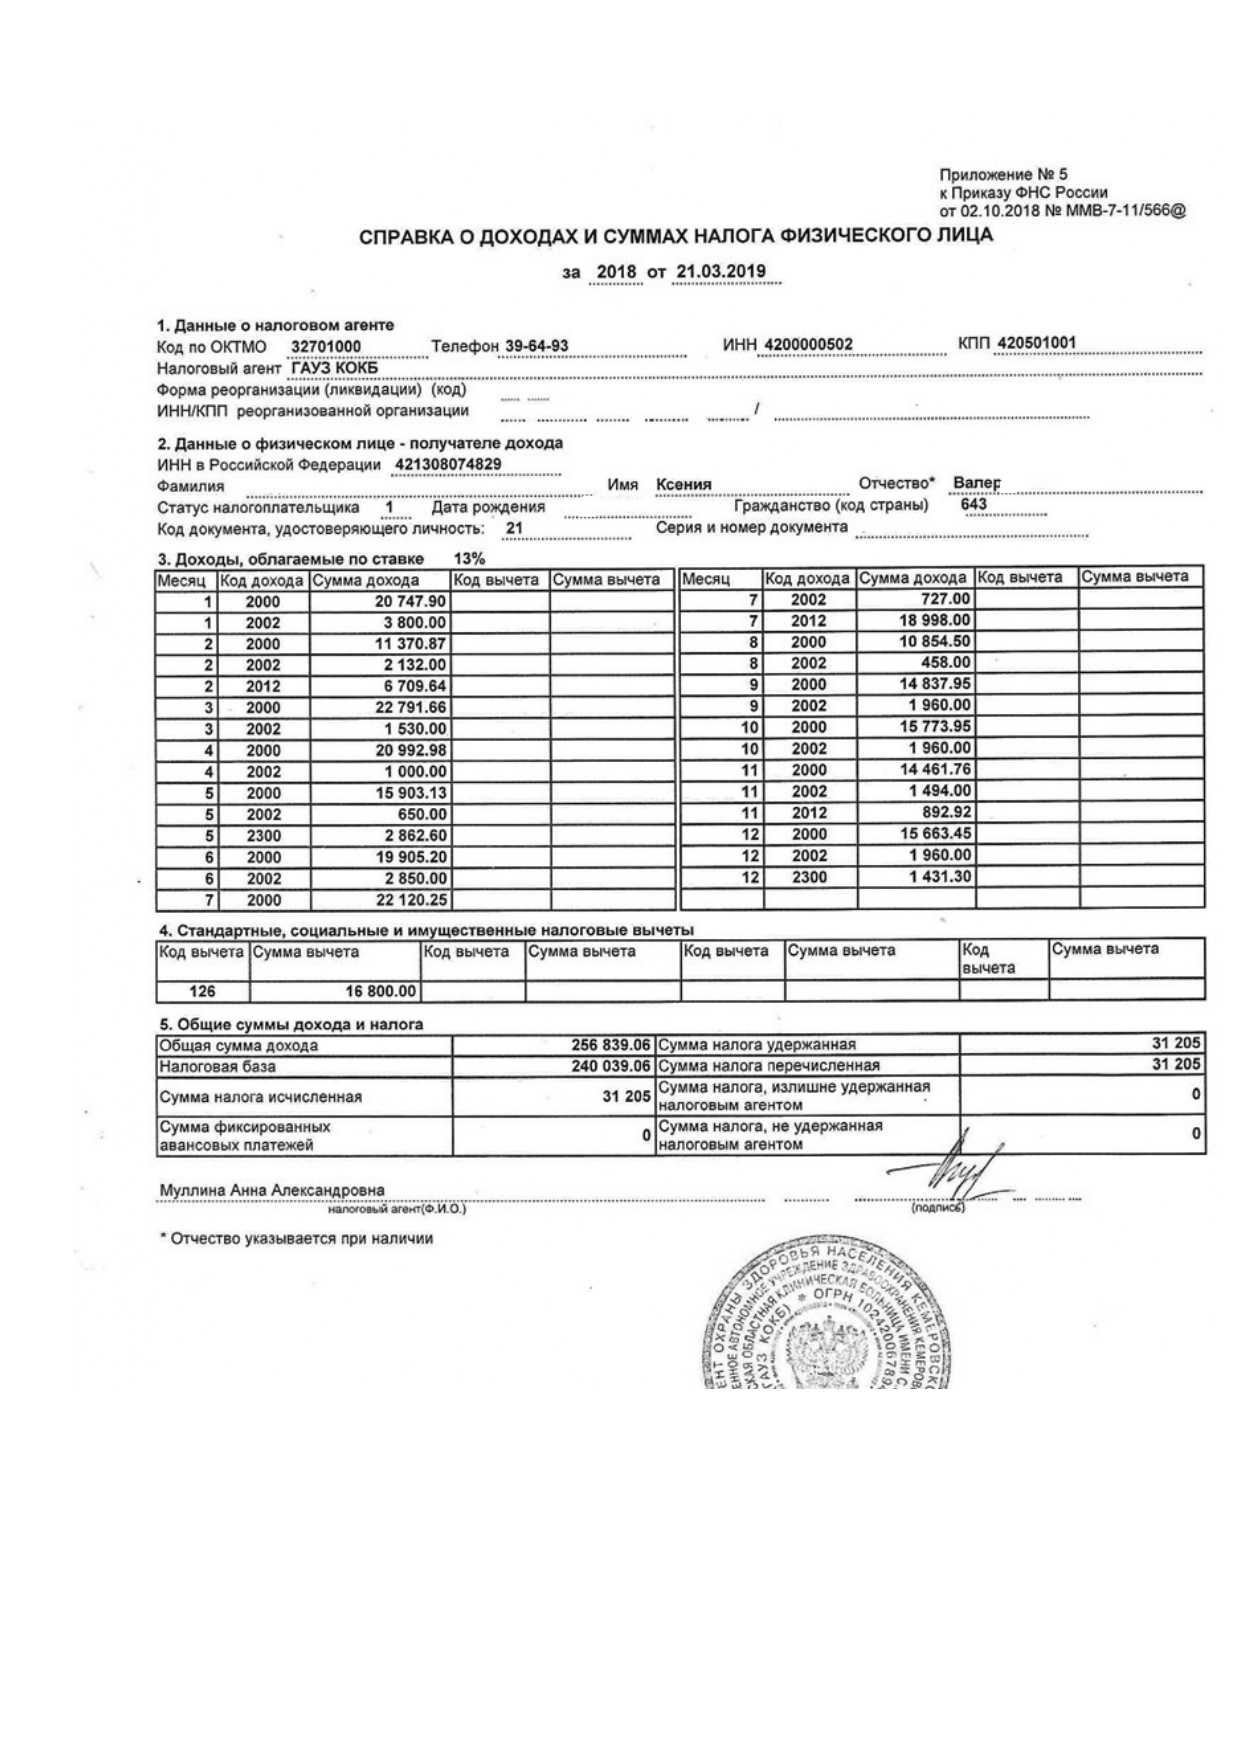 Приложение № 5
к Приказу ФНС России
от 02.10.2018 № ММВ-7-11/566@
СПРАВКА О ДОХОДАХ И СУММАХ НАЛОГА ФИЗИЧЕСКОГО ЛИЦА
за 2018 от 21.03.2019
1. Данные о налоговом агенте
Код по ОКТМО 32701000 Телефон 39-64-93 ИНН 4200000502 КПП 420501001
Налоговый агент ГАУЗ КОКБ
Форма реорганизации (ликвидации) (код)
ИНН/КПП реорганизованной организации /
2. Данные о физическом лице - получателе дохода
ИНН в Российской Федерации 421308074829
Фамилия Имя Ксения Отчество* Валер
Статус налогоплательщика 1 Дата рождения Гражданство (код страны) 643
Код документа, удостоверяющего личность: 21 Серия и номер документа
3. Доходы, облагаемые по ставке 13%
Месяц Код дохода Сумма дохода Код вычета Сумма вычета Месяц Код дохода Сумма дохода Код вычета Сумма вычета
1 2000 20 747.90 7 2002 727.00
1 2002 3 800.00 7 2012 18 998.00
2 2000 11 370.87 8 2000 10 854.50
2 2002 2 132.00 8 2002 458.00
2 2012 6 709.64 9 2000 14 837.95
3 2000 22 791.66 9 2002 1 960.00
3 2002 1 530.00 10 2000 15 773.95
4 2000 20 992.98 10 2002 1 960.00
4 2002 1 000.00 11 2000 14 461.76
5 2000 15 903.13 11 2002 1 494.00
5 2002 650.00 11 2012 892.92
5 2300 2 862.60 12 2000 15 663.45
6 2000 19 905.20 12 2002 1 960.00
6 2002 2 850.00 12 2300 1 431.30
7 2000 22 120.25
4. Стандартные, социальные и имущественные налоговые вычеты
Код вычета Сумма вычета Код вычета Сумма вычета Код вычета Сумма вычета Код вычета Сумма вычета
126 16 800.00
5. Общие суммы дохода и налога
Общая сумма дохода 256 839.06 Сумма налога удержанная 31 205
Налоговая база 240 039.06 Сумма налога перечисленная 31 205
Сумма налога исчисленная 31 205 Сумма налога, излишне удержанная налоговым агентом 0
Сумма фиксированных авансовых платежей 0 Сумма налога, не удержанная налоговым агентом 0
Муллина Анна Александровна
налоговый агент(Ф.И.О.) (подпись)
* Отчество указывается при наличии
ЕНТ ОХРАНЫ ЗДОРОВЬЯ НАСЕЛЕНИЯ КЕМЕРОВСКО
ЕННОЕ АВТОНОМНОЕ УЧРЕЖДЕНИЕ ЗДРАВООХРАНЕНИЯ КЕМЕРОВ
СКАЯ ОБЛАСТНАЯ КЛИНИЧЕСКАЯ БОЛЬНИЦА ИМЕНИ С
ГАУЗ КОКБ) * ОГРН 10242006789